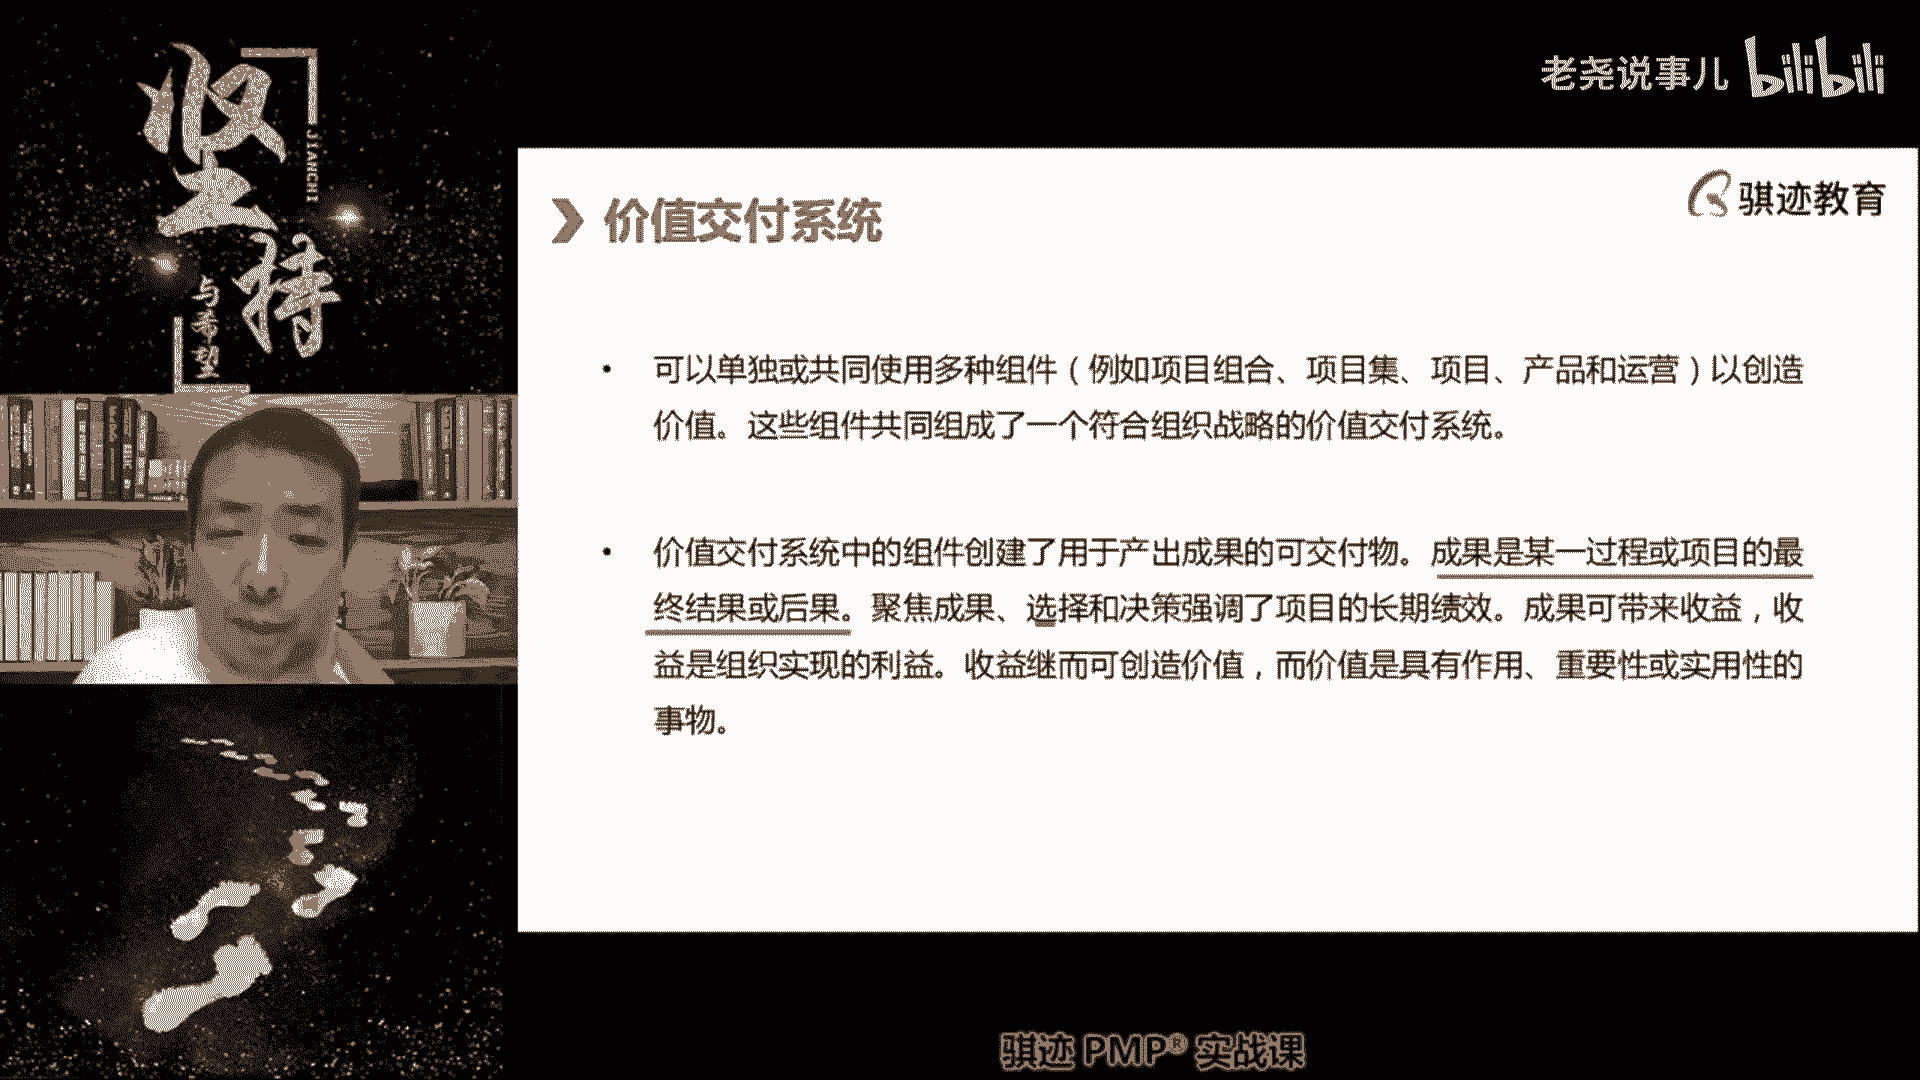 坚持
JIANCHI
与希望
老尧说事儿 bilibili
骐迹教育
价值交付系统
• 可以单独或共同使用多种组件（例如项目组合、项目集、项目、产品和运营）以创造
价值。这些组件共同组成了一个符合组织战略的价值交付系统。
• 价值交付系统中的组件创建了用于产出成果的可交付物。成果是某一过程或项目的最
终结果或后果。聚焦成果、选择和决策强调了项目的长期绩效。成果可带来收益，收
益是组织实现的利益。收益继而可创造价值，而价值是具有作用、重要性或实用性的
事物。
骐迹 PMP® 实战课